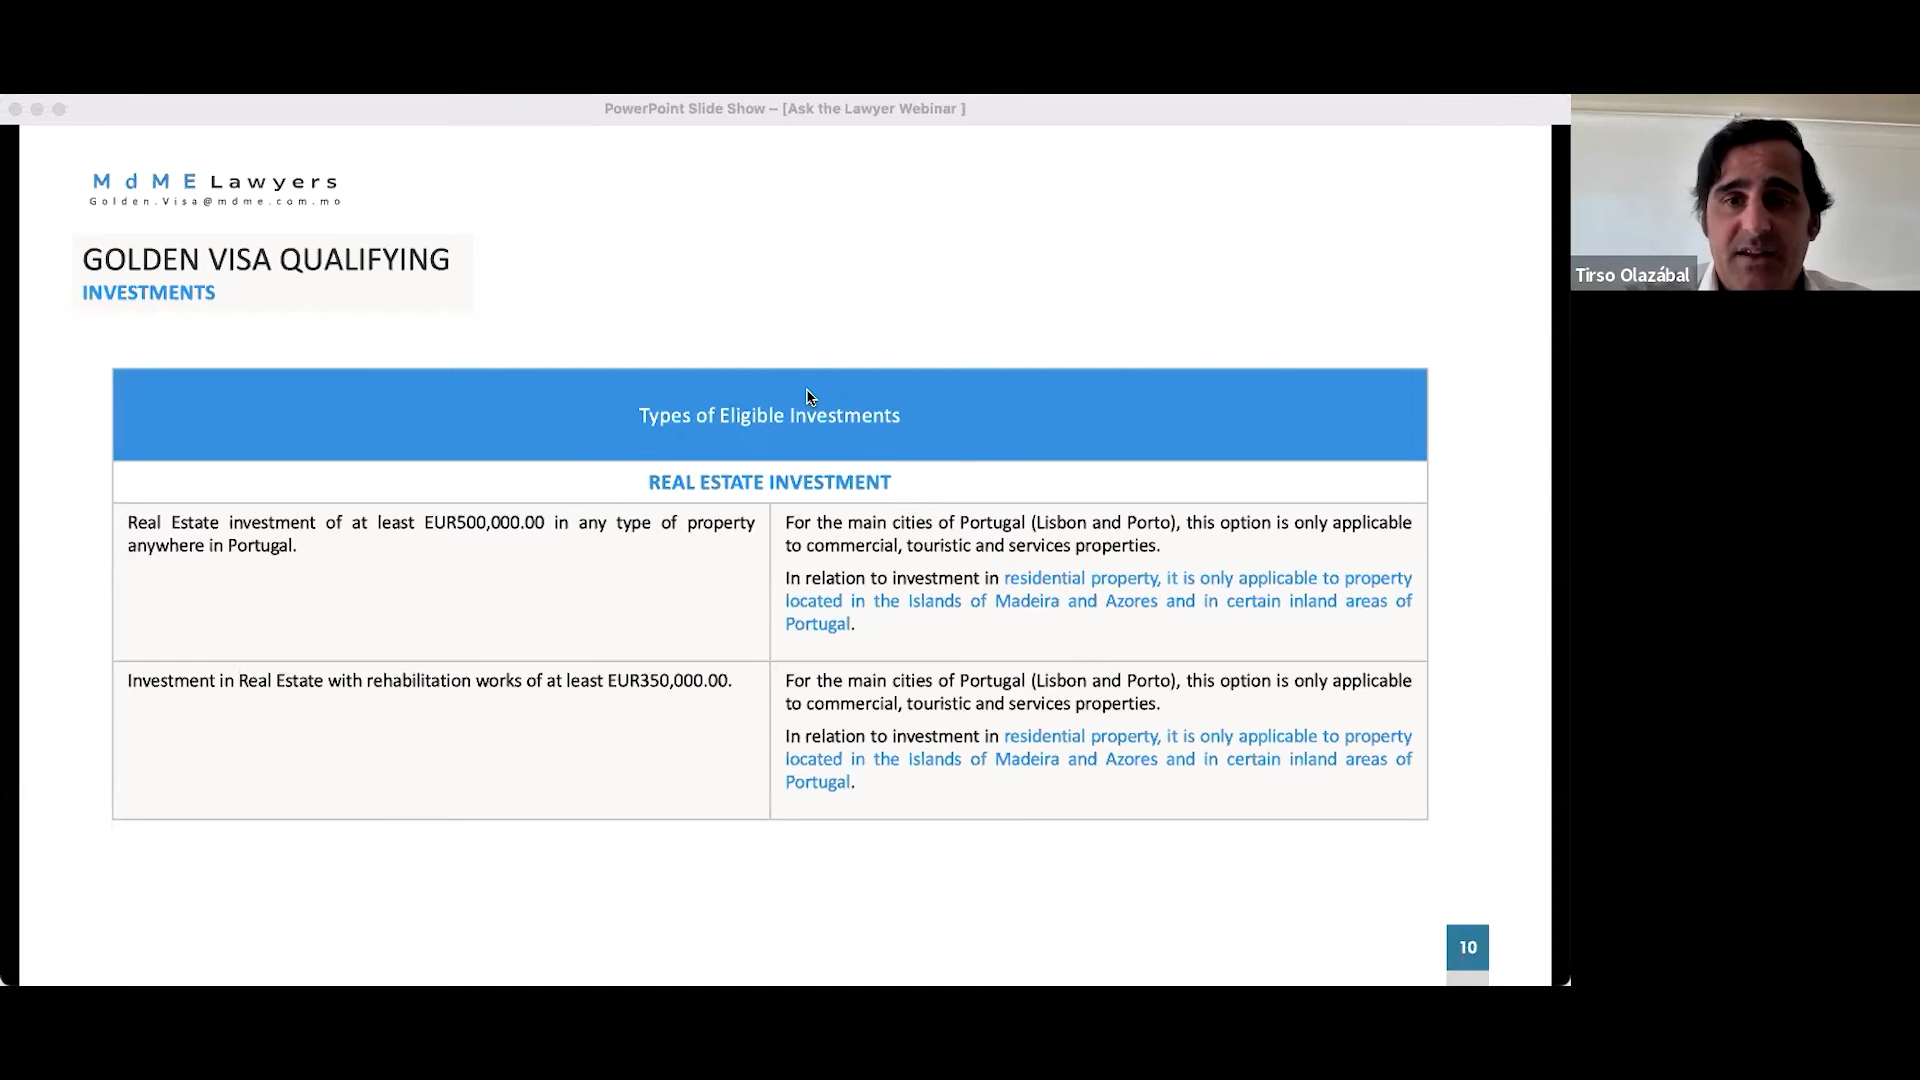 PowerPoint Slide Show – [Ask the Lawyer Webinar ]
MdME Lawyers
Golden.Visa@mdme.com.mo
GOLDEN VISA QUALIFYING
INVESTMENTS
Types of Eligible Investments
REAL ESTATE INVESTMENT
Real Estate investment of at least EUR500,000.00 in any type of property
anywhere in Portugal.
For the main cities of Portugal (Lisbon and Porto), this option is only applicable
to commercial, touristic and services properties.
In relation to investment in residential property, it is only applicable to property
located in the Islands of Madeira and Azores and in certain inland areas of
Portugal.
Investment in Real Estate with rehabilitation works of at least EUR350,000.00.
For the main cities of Portugal (Lisbon and Porto), this option is only applicable
to commercial, touristic and services properties.
In relation to investment in residential property, it is only applicable to property
located in the Islands of Madeira and Azores and in certain inland areas of
Portugal.
10
Tirso Olazábal